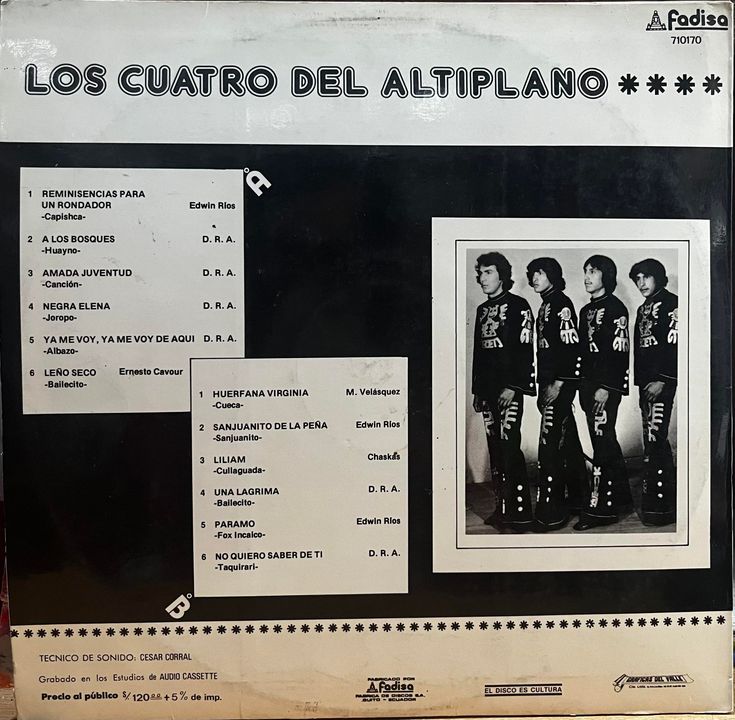 fadisa
710170
LOS CUATRO DEL ALTIPLANO ****
A
1 REMINISENCIAS PARA
UN RONDADOR Edwin Rios
-Capishca-
2 A LOS BOSQUES D. R. A.
-Huayno-
3 AMADA JUVENTUD D. R. A.
-Canción-
4 NEGRA ELENA D. R. A.
-Joropo-
5 YA ME VOY, YA ME VOY DE AQUI D. R. A.
-Albazo-
6 LEÑO SECO Ernesto Cavour
-Bailecito-
1 HUERFANA VIRGINIA M. Velásquez
-Cueca-
2 SANJUANITO DE LA PEÑA Edwin Rios
-Sanjuanito-
3 LILIAM Chaskas
-Cullaguada-
4 UNA LAGRIMA D. R. A.
-Bailecito-
5 PARAMO Edwin Rios
-Fox Incaico-
6 NO QUIERO SABER DE TI D. R. A.
-Taquirari-
B
TECNICO DE SONIDO: CESAR CORRAL
Grabado en los Estudios de AUDIO CASSETTE
Precio al público S/ 120.00 + 5% de imp.
FABRICADO POR
fadisa
FABRICA DE DISCOS S.A.
QUITO - ECUADOR
EL DISCO ES CULTURA
GRAFICAS DEL VALLE